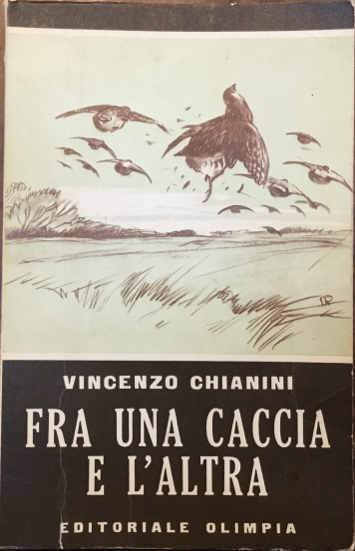 VINCENZO CHIANINI
FRA UNA CACCIA
E L'ALTRA
EDITORIALE OLIMPIA